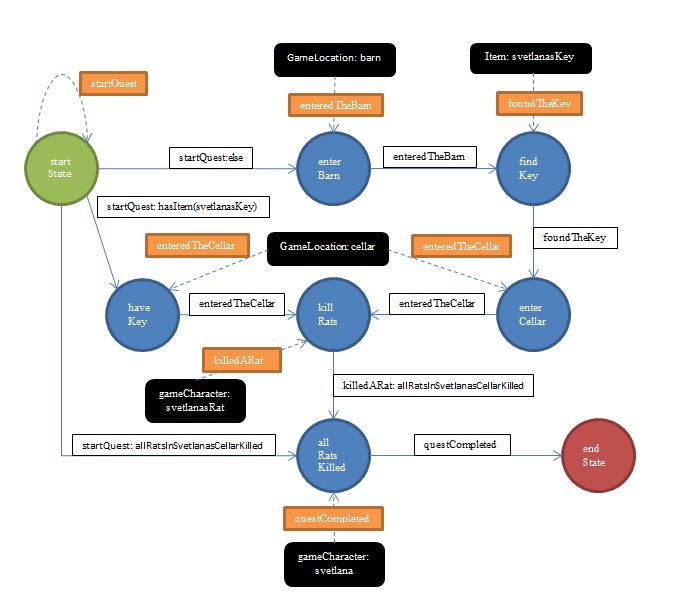 GameLocation: barn
Item: svetlanasKey
startQuest
enteredTheBarn
foundTheKey
start
State
startQuest:else
enter
Barn
enteredTheBarn
find
Key
startQuest: hasItem(svetlanasKey)
enteredTheCellar
GameLocation: cellar
enteredTheCellar
foundTheKey
have
Key
enteredTheCellar
kill
Rats
enteredTheCellar
enter
Cellar
killedARat
gameCharacter:
svetlanasRat
killedARat: allRatsInSvetlanasCellarKilled
startQuest: allRatsInSvetlanasCellarKilled
all
Rats
Killed
questCompleted
end
State
questCompleted
gameCharacter:
svetlana